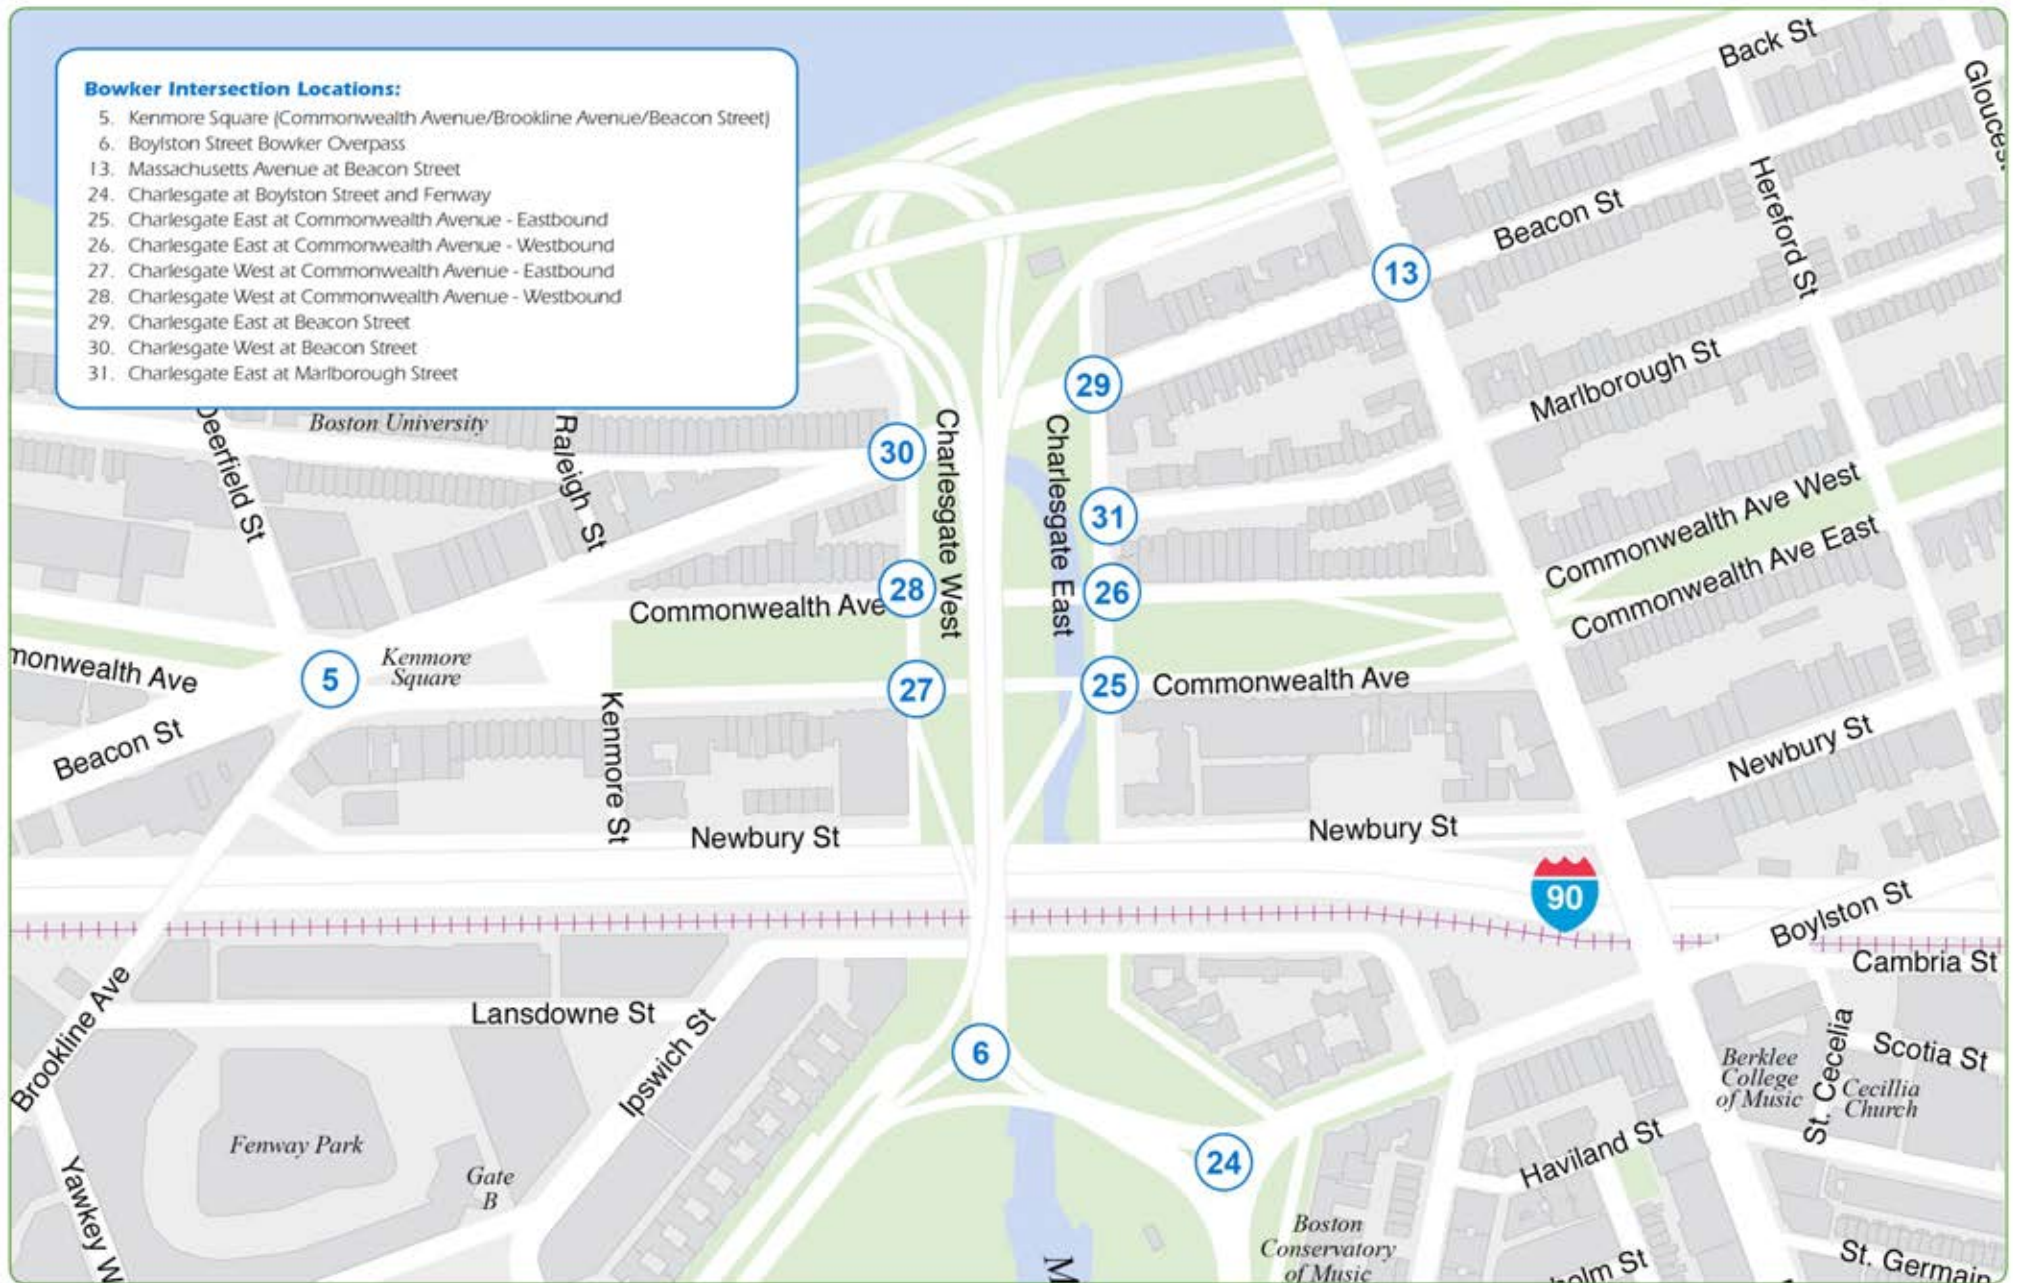 Bowker Intersection Locations:
5. Kenmore Square (Commonwealth Avenue/Brookline Avenue/Beacon Street)
6. Boylston Street Bowker Overpass
13. Massachusetts Avenue at Beacon Street
24. Charlesgate at Boylston Street and Fenway
25. Charlesgate East at Commonwealth Avenue - Eastbound
26. Charlesgate East at Commonwealth Avenue - Westbound
27. Charlesgate West at Commonwealth Avenue - Eastbound
28. Charlesgate West at Commonwealth Avenue - Westbound
29. Charlesgate East at Beacon Street
30. Charlesgate West at Beacon Street
31. Charlesgate East at Marlborough Street
Back St
Glouces
Hereford St
Beacon St
13
Marlborough St
29
Boston University
Deerfield St
Raleigh St
30
Charlesgate West
Charlesgate East
31
Commonwealth Ave West
Commonwealth Ave East
28
26
Commonwealth Ave
Kenmore
Square
5
monwealth Ave
27
25
Commonwealth Ave
Beacon St
Kenmore St
Newbury St
Newbury St
Newbury St
90
Boylston St
Cambria St
Brookline Ave
Lansdowne St
Ipswich St
6
Berklee
College
of Music
St. Cecelia
Scotia St
Cecillia
Church
Fenway Park
Gate
B
24
Haviland St
Yawkey W
Boston
Conservatory
of Music
M
olm St
St. Germain